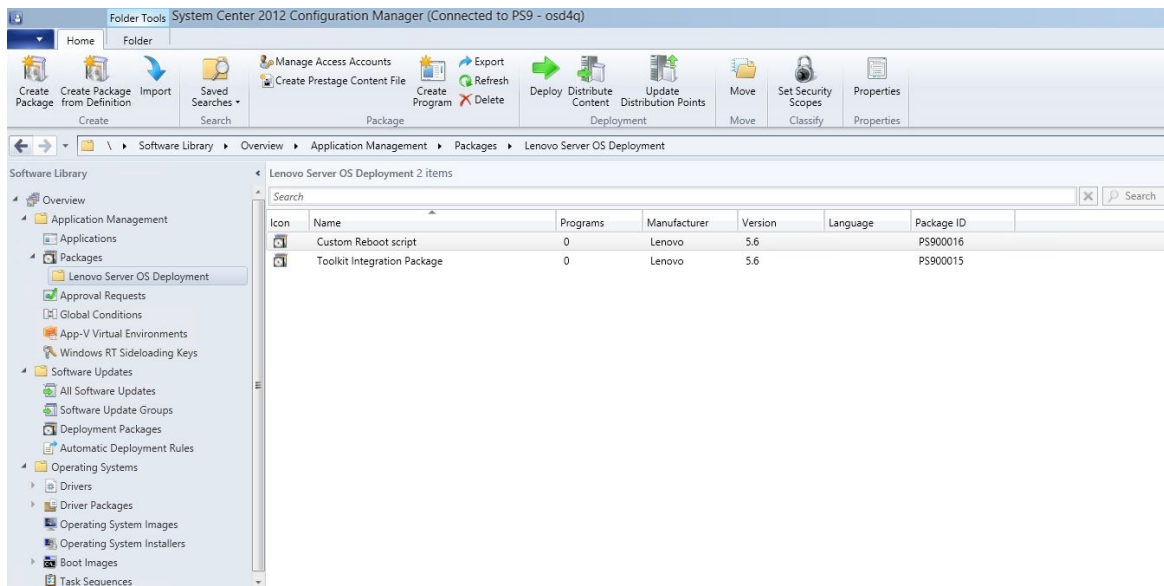 Folder Tools System Center 2012 Configuration Manager (Connected to PS9 - osd4q)
Home Folder
Create Package
Create Package from Definition
Import
Saved Searches
Manage Access Accounts
Create Prestage Content File
Create Program
Export
Refresh
Delete
Deploy
Distribute Content
Update Distribution Points
Move
Set Security Scopes
Properties
Create Search Package Deployment Move Classify Properties
\ Software Library Overview Application Management Packages Lenovo Server OS Deployment
Software Library
Overview
Application Management
Applications
Packages
Lenovo Server OS Deployment
Approval Requests
Global Conditions
App-V Virtual Environments
Windows RT Sideloading Keys
Software Updates
All Software Updates
Software Update Groups
Deployment Packages
Automatic Deployment Rules
Operating Systems
Drivers
Driver Packages
Operating System Images
Operating System Installers
Boot Images
Task Sequences
Lenovo Server OS Deployment 2 items
Search Search
Icon Name Programs Manufacturer Version Language Package ID
Custom Reboot script 0 Lenovo 5.6 PS900016
Toolkit Integration Package 0 Lenovo 5.6 PS900015